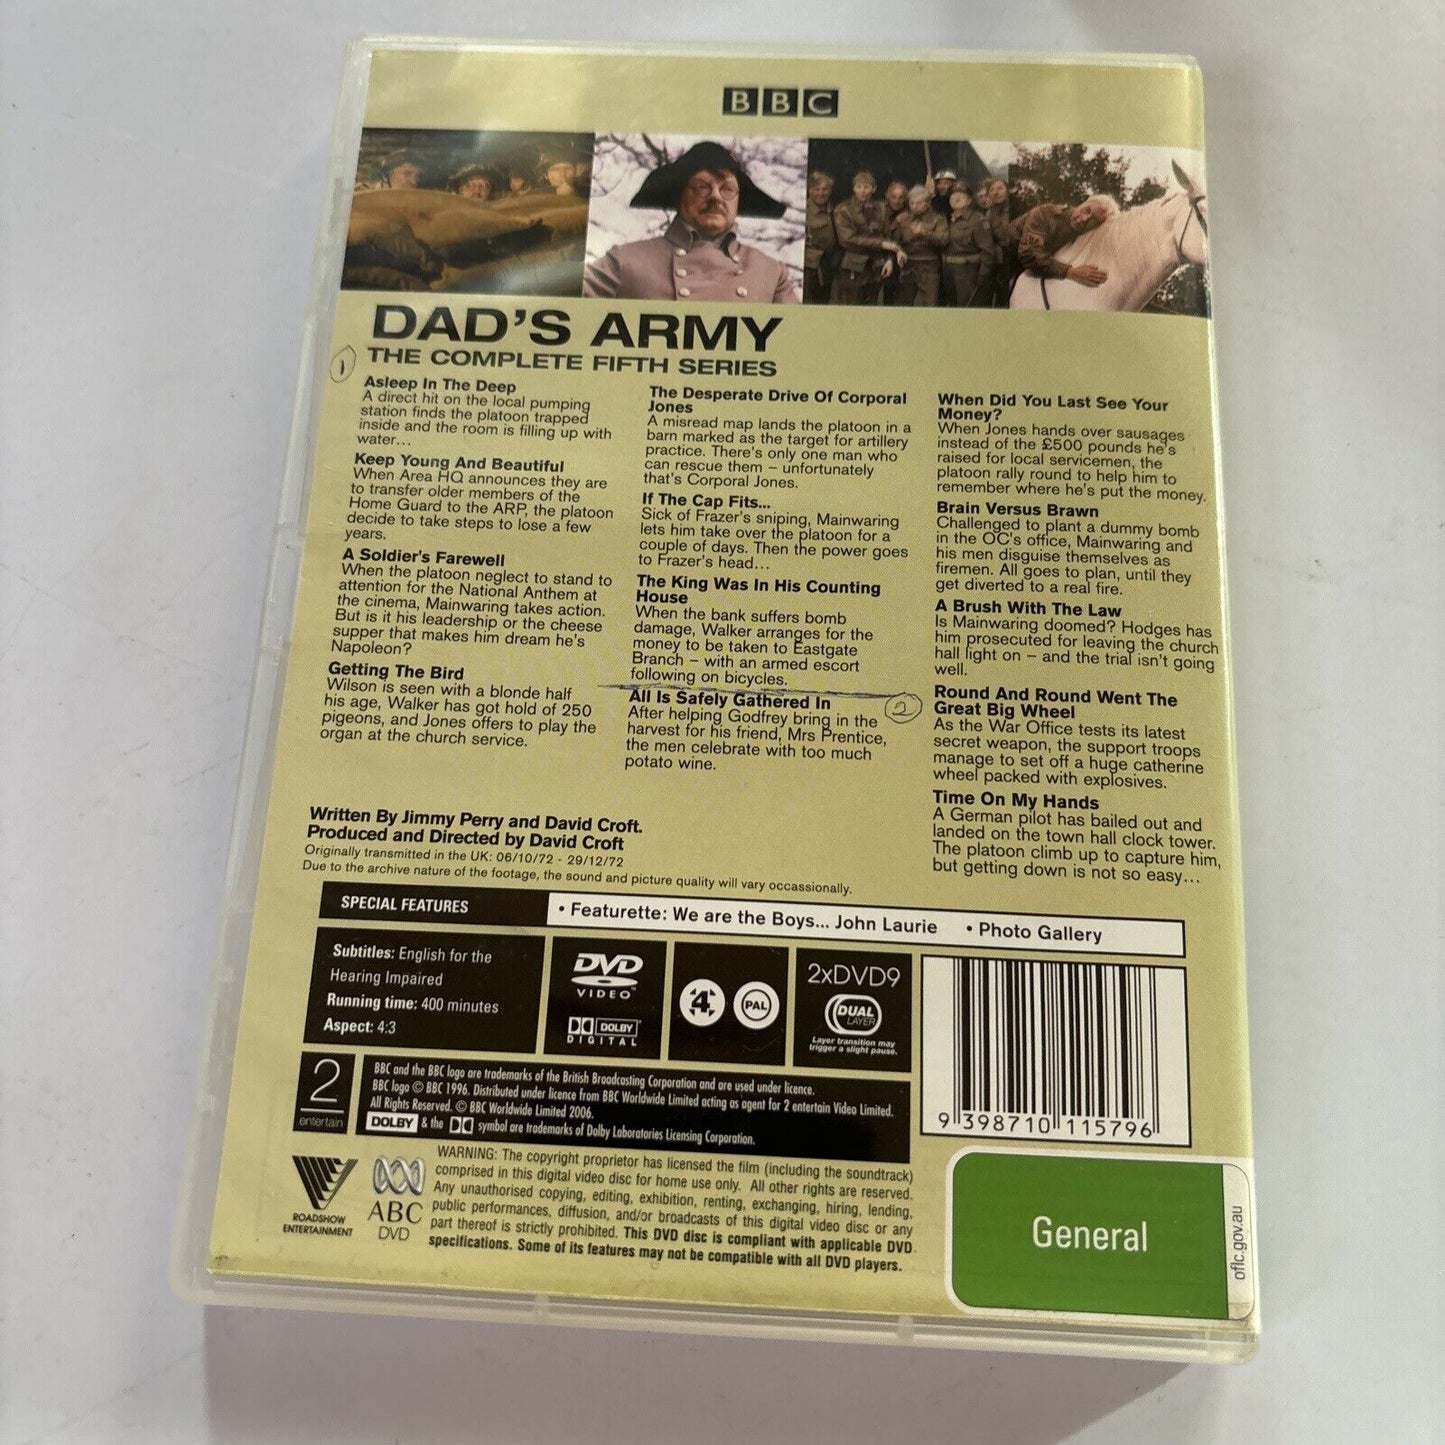 BBC
DAD'S ARMY
THE COMPLETE FIFTH SERIES
1
Asleep In The Deep
A direct hit on the local pumping
station finds the platoon trapped
inside and the room is filling up with
water...
Keep Young And Beautiful
When Area HQ announces they are
to transfer older members of the
Home Guard to the ARP, the platoon
decide to take steps to lose a few
years.
A Soldier's Farewell
When the platoon neglect to stand to
attention for the National Anthem at
the cinema, Mainwaring takes action.
But is it his leadership or the cheese
supper that makes him dream he's
Napoleon?
Getting The Bird
Wilson is seen with a blonde half
his age, Walker has got hold of 250
pigeons, and Jones offers to play the
organ at the church service.
The Desperate Drive Of Corporal
Jones
A misread map lands the platoon in a
barn marked as the target for artillery
practice. There's only one man who
can rescue them – unfortunately
that's Corporal Jones.
If The Cap Fits...
Sick of Frazer's sniping, Mainwaring
lets him take over the platoon for a
couple of days. Then the power goes
to Frazer's head...
The King Was In His Counting
House
When the bank suffers bomb
damage, Walker arranges for the
money to be taken to Eastgate
Branch – with an armed escort
following on bicycles.
All Is Safely Gathered In
After helping Godfrey bring in the
harvest for his friend, Mrs Prentice,
the men celebrate with too much
potato wine.
2
When Did You Last See Your
Money?
When Jones hands over sausages
instead of the £500 pounds he's
raised for local servicemen, the
platoon rally round to help him to
remember where he's put the money.
Brain Versus Brawn
Challenged to plant a dummy bomb
in the OC's office, Mainwaring and
his men disguise themselves as
firemen. All goes to plan, until they
get diverted to a real fire.
A Brush With The Law
Is Mainwaring doomed? Hodges has
him prosecuted for leaving the church
hall light on – and the trial isn't going
well.
Round And Round Went The
Great Big Wheel
As the War Office tests its latest
secret weapon, the support troops
manage to set off a huge catherine
wheel packed with explosives.
Time On My Hands
A German pilot has bailed out and
landed on the town hall clock tower.
The platoon climb up to capture him,
but getting down is not so easy...
Written By Jimmy Perry and David Croft.
Produced and Directed by David Croft
Originally transmitted in the UK: 06/10/72 - 29/12/72
Due to the archive nature of the footage, the sound and picture quality will vary occassionally.
SPECIAL FEATURES
• Featurette: We are the Boys... John Laurie • Photo Gallery
Subtitles: English for the
Hearing Impaired
Running time: 400 minutes
Aspect: 4:3
DVD
VIDEO™
DOLBY
DIGITAL
4
PAL
2xDVD9
DUAL
LAYER
Layer transition may
trigger a slight pause.
9 398710 115796
2
entertain
BBC and the BBC logo are trademarks of the British Broadcasting Corporation and are used under licence.
BBC logo © BBC 1996. Distributed under licence from BBC Worldwide Limited acting as agent for 2 entertain Video Limited.
All Rights Reserved. © BBC Worldwide Limited 2006.
DOLBY & the symbol are trademarks of Dolby Laboratories Licensing Corporation.
ROADSHOW
ENTERTAINMENT
ABC
DVD
WARNING: The copyright proprietor has licensed the film (including the soundtrack)
comprised in this digital video disc for home use only. All other rights are reserved.
Any unauthorised copying, editing, exhibition, renting, exchanging, hiring, lending,
public performances, diffusion, and/or broadcasts of this digital video disc or any
part thereof is strictly prohibited. This DVD disc is compliant with applicable DVD
specifications. Some of its features may not be compatible with all DVD players.
General
oflc.gov.au